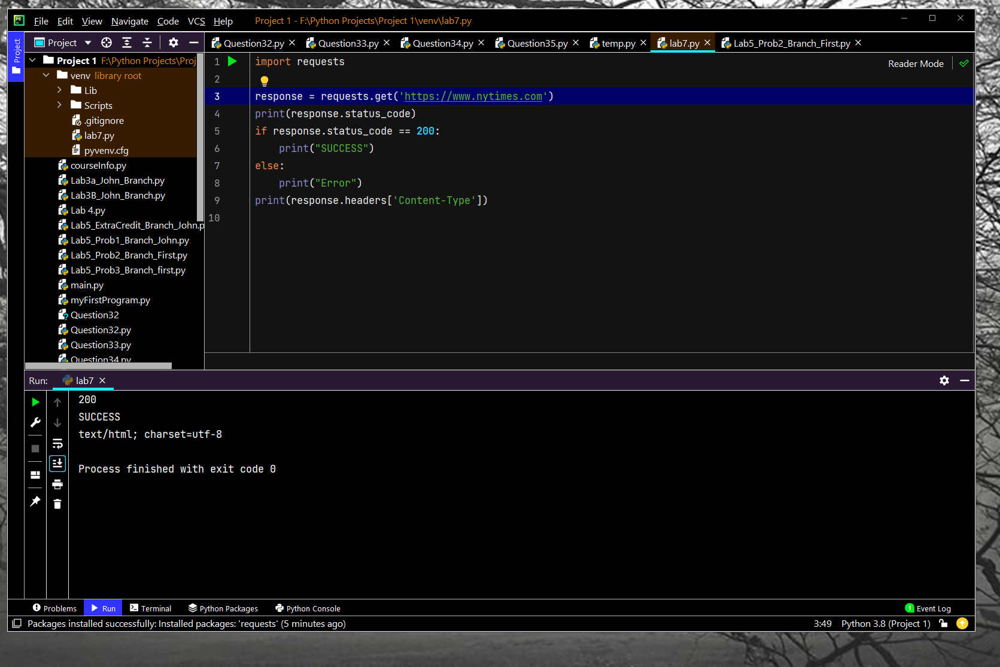 PE
File Edit View Navigate Code VCS Help Project 1 - F:\Python Projects\Project 1\venv\lab7.py
Project
Project
Question32.py Question33.py Question34.py Question35.py temp.py lab7.py Lab5_Prob2_Branch_First.py
Project 1 F:\Python Projects\Proj
venv library root
Lib
Scripts
.gitignore
lab7.py
pyvenv.cfg
courseInfo.py
Lab3a_John_Branch.py
Lab3B_John_Branch.py
Lab 4.py
Lab5_ExtraCredit_Branch_John.p
Lab5_Prob1_Branch_John.py
Lab5_Prob2_Branch_First.py
Lab5_Prob3_Branch_first.py
main.py
myFirstProgram.py
Question32
Question32.py
Question33.py
Question34.py
Reader Mode
1 import requests
2
3 response = requests.get('https://www.nytimes.com')
4 print(response.status_code)
5 if response.status_code == 200:
6     print("SUCCESS")
7 else:
8     print("Error")
9 print(response.headers['Content-Type'])
10
Run: lab7
200
SUCCESS
text/html; charset=utf-8
Process finished with exit code 0
Problems Run Terminal Python Packages Python Console 1 Event Log
Packages installed successfully: Installed packages: 'requests' (5 minutes ago) 3:49 Python 3.8 (Project 1)